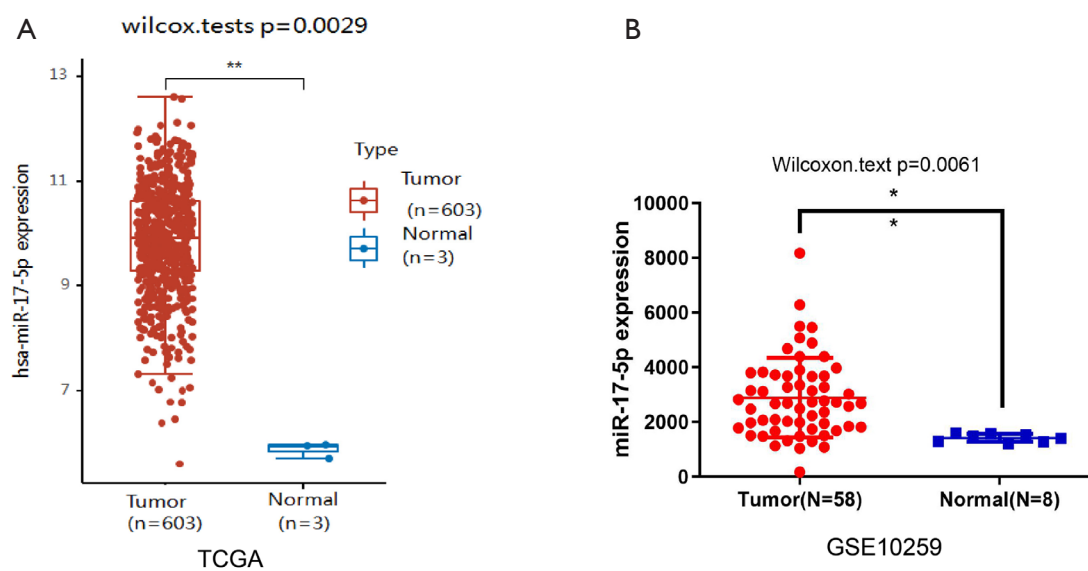 A
wilcox.tests p=0.0029
**
hsa-miR-17-5p expression
13
11
9
7
Type
Tumor
(n=603)
Normal
(n=3)
Tumor
(n=603)
Normal
(n=3)
TCGA
B
Wilcoxon.text p=0.0061
*
*
miR-17-5p expression
10000
8000
6000
4000
2000
0
Tumor(N=58)
Normal(N=8)
GSE10259